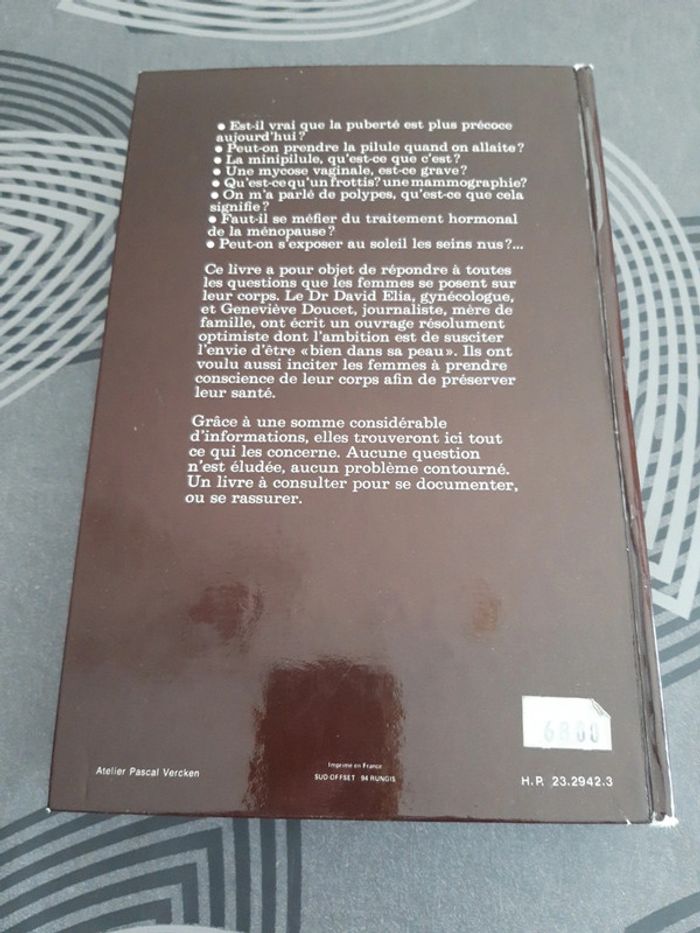 • Est-il vrai que la puberté est plus précoce
aujourd'hui?
• Peut-on prendre la pilule quand on allaite?
• La minipilule, qu'est-ce que c'est?
• Une mycose vaginale, est-ce grave?
• Qu'est-ce qu'un frottis? une mammographie?
• On m'a parlé de polypes, qu'est-ce que cela
signifie?
• Faut-il se méfier du traitement hormonal
de la ménopause?
• Peut-on s'exposer au soleil les seins nus?...
Ce livre a pour objet de répondre à toutes
les questions que les femmes se posent sur
leur corps. Le Dr David Elia, gynécologue,
et Geneviève Doucet, journaliste, mère de
famille, ont écrit un ouvrage résolument
optimiste dont l'ambition est de susciter
l'envie d'être «bien dans sa peau». Ils ont
voulu aussi inciter les femmes à prendre
conscience de leur corps afin de préserver
leur santé.
Grâce à une somme considérable
d'informations, elles trouveront ici tout
ce qui les concerne. Aucune question
n'est éludée, aucun problème contourné.
Un livre à consulter pour se documenter,
ou se rassurer.
6800
Atelier Pascal Vercken
Imprimé en France
SUD-OFFSET 94 RUNGIS
H.P. 23.2942.3